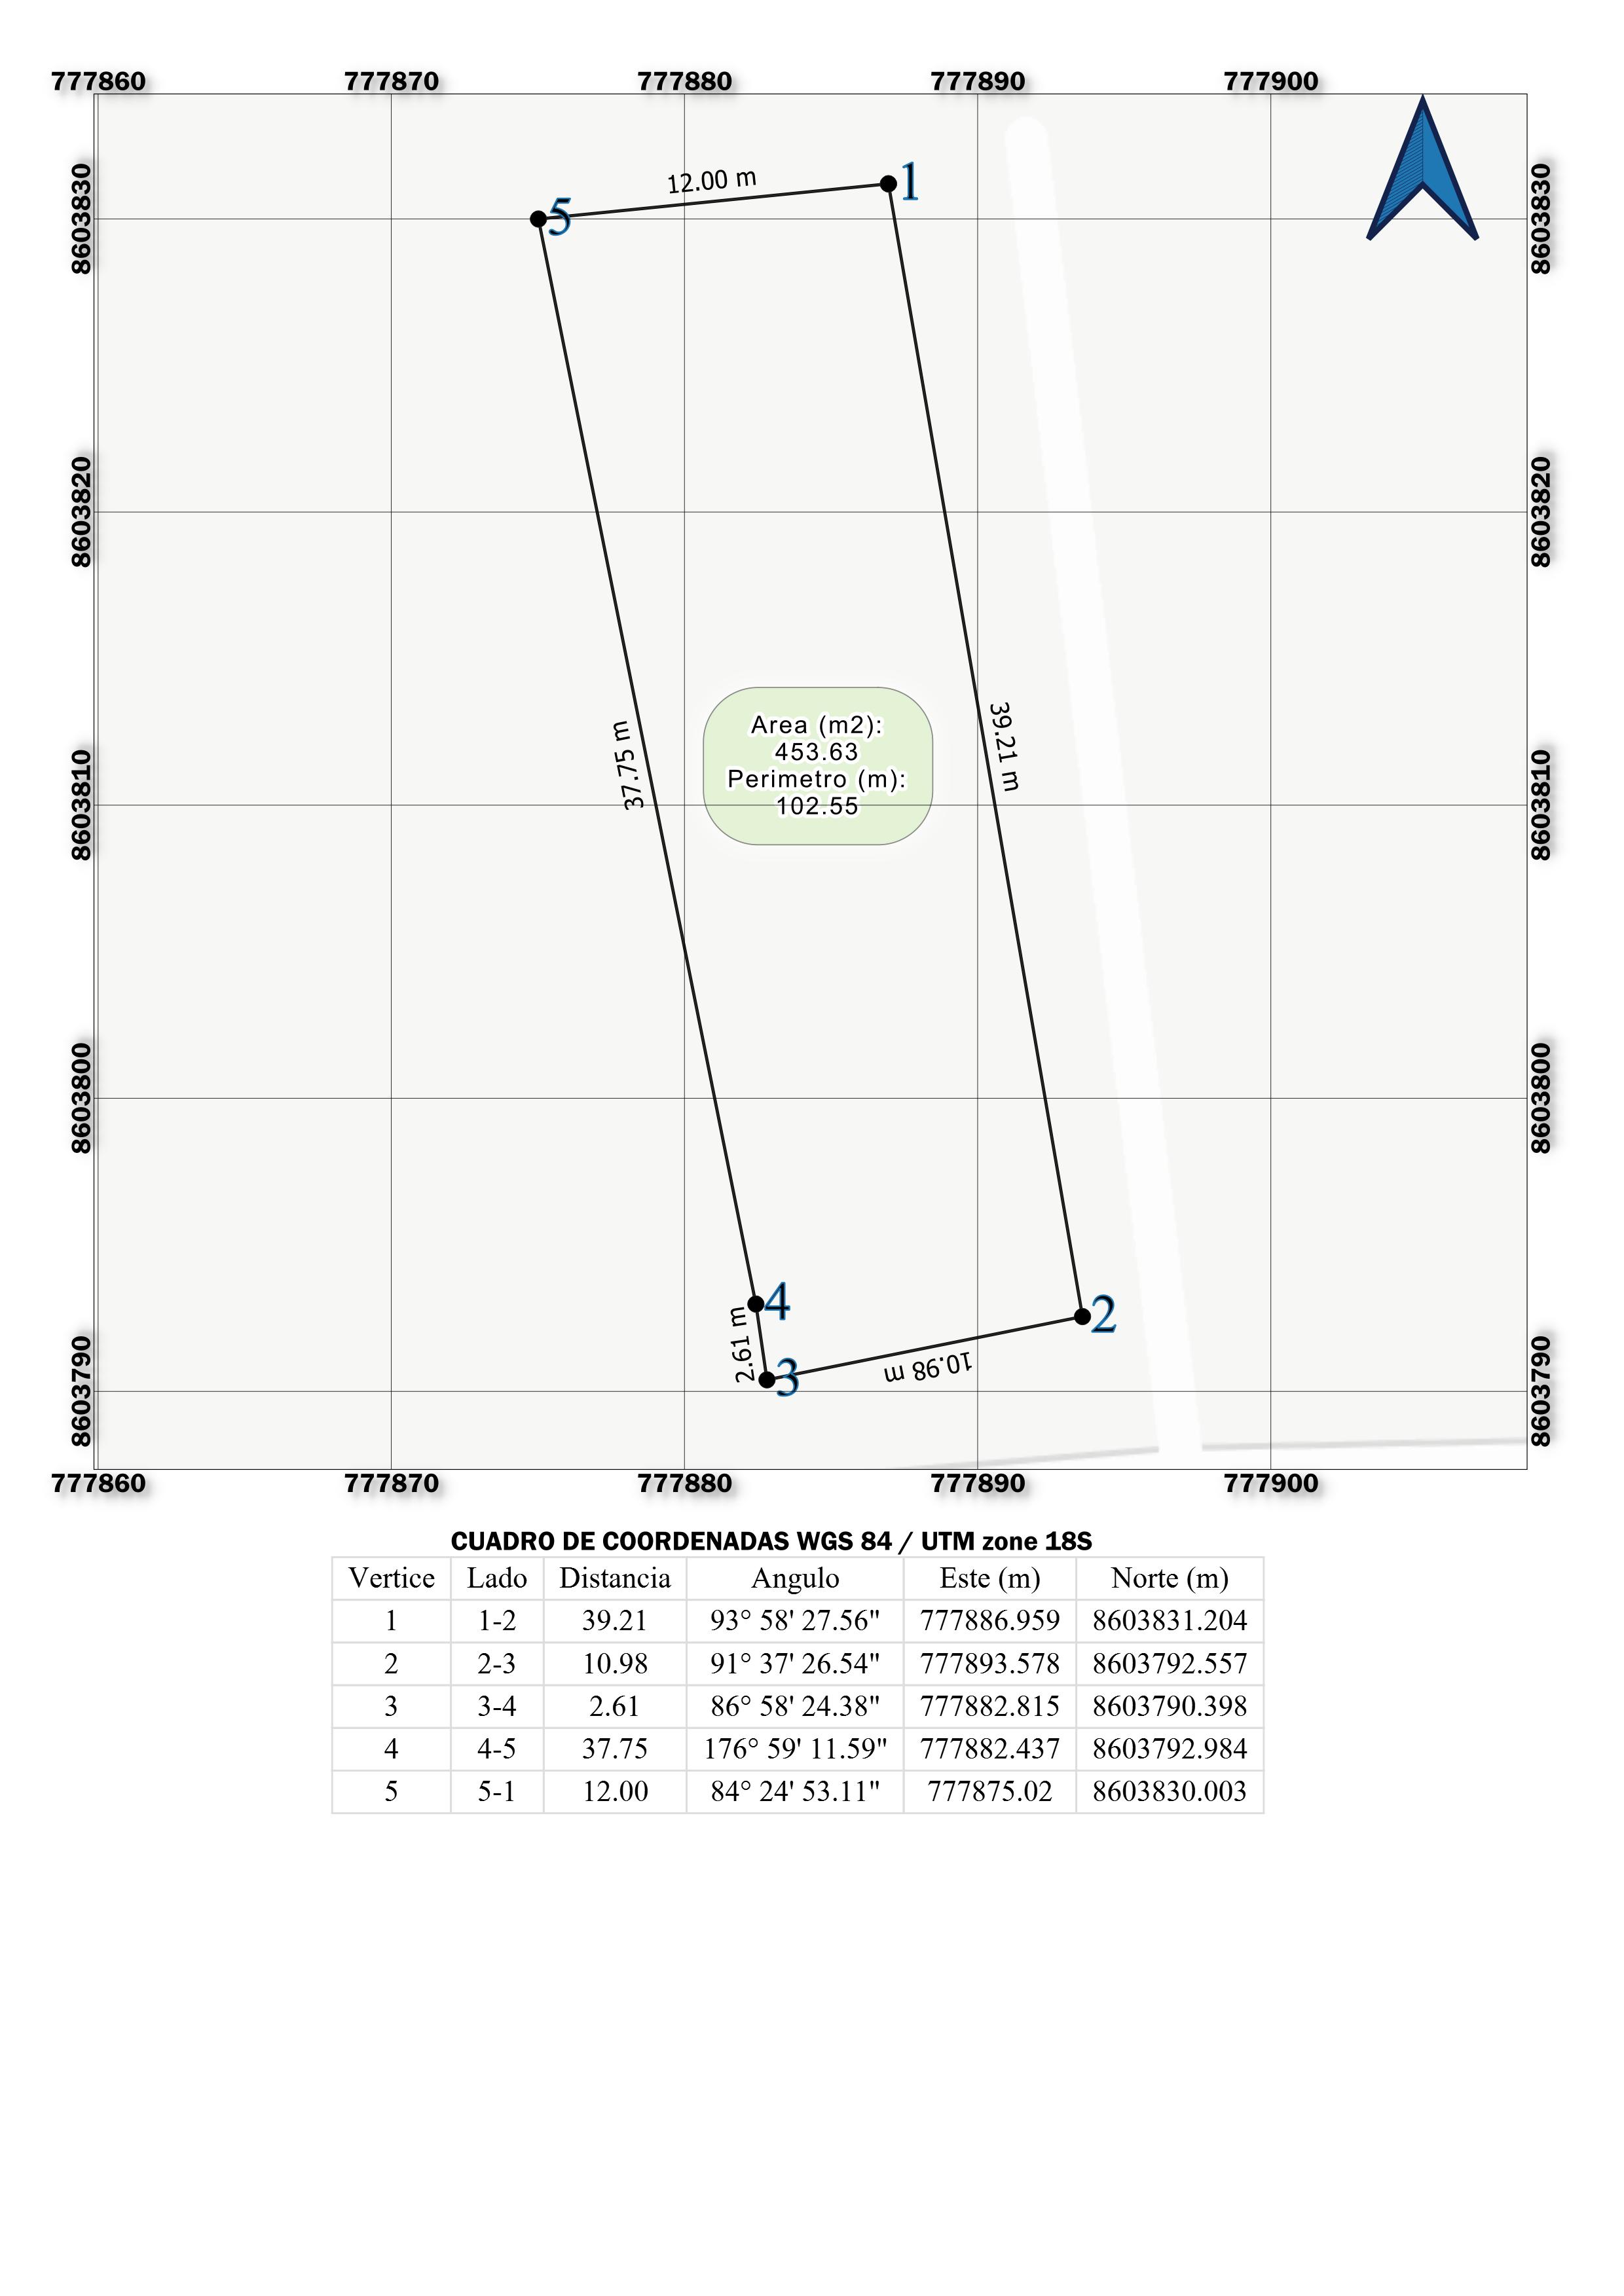 777860 777870 777880 777890 777900
8603830 8603830
12.00 m
1
5
8603820 8603820
39.21 m
37.75 m
Area (m2):
453.63
Perimetro (m):
102.55
8603810 8603810
8603800 8603800
4
2
2.61 m
10.98 m
3
8603790 8603790
777860 777870 777880 777890 777900
CUADRO DE COORDENADAS WGS 84 / UTM zone 18S
Vertice Lado Distancia Angulo Este (m) Norte (m)
1 1-2 39.21 93° 58' 27.56" 777886.959 8603831.204
2 2-3 10.98 91° 37' 26.54" 777893.578 8603792.557
3 3-4 2.61 86° 58' 24.38" 777882.815 8603790.398
4 4-5 37.75 176° 59' 11.59" 777882.437 8603792.984
5 5-1 12.00 84° 24' 53.11" 777875.02 8603830.003